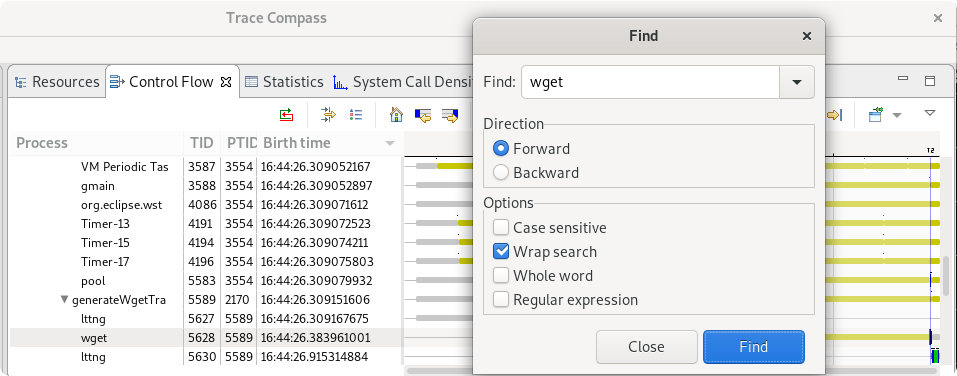 Trace Compass
Find
Resources
Control Flow
Statistics
System Call Densi
Find: wget
Process TID PTID Birth time
Direction
Forward
Backward
Options
Case sensitive
Wrap search
Whole word
Regular expression
Close
Find
VM Periodic Tas 3587 3554 16:44:26.309052167
gmain 3588 3554 16:44:26.309052897
org.eclipse.wst 4086 3554 16:44:26.309071612
Timer-13 4191 3554 16:44:26.309072523
Timer-15 4194 3554 16:44:26.309074211
Timer-17 4196 3554 16:44:26.309075803
pool 5583 3554 16:44:26.309079932
generateWgetTra 5589 2170 16:44:26.309151606
lttng 5627 5589 16:44:26.309167675
wget 5628 5589 16:44:26.383961001
lttng 5630 5589 16:44:26.915314884
T2